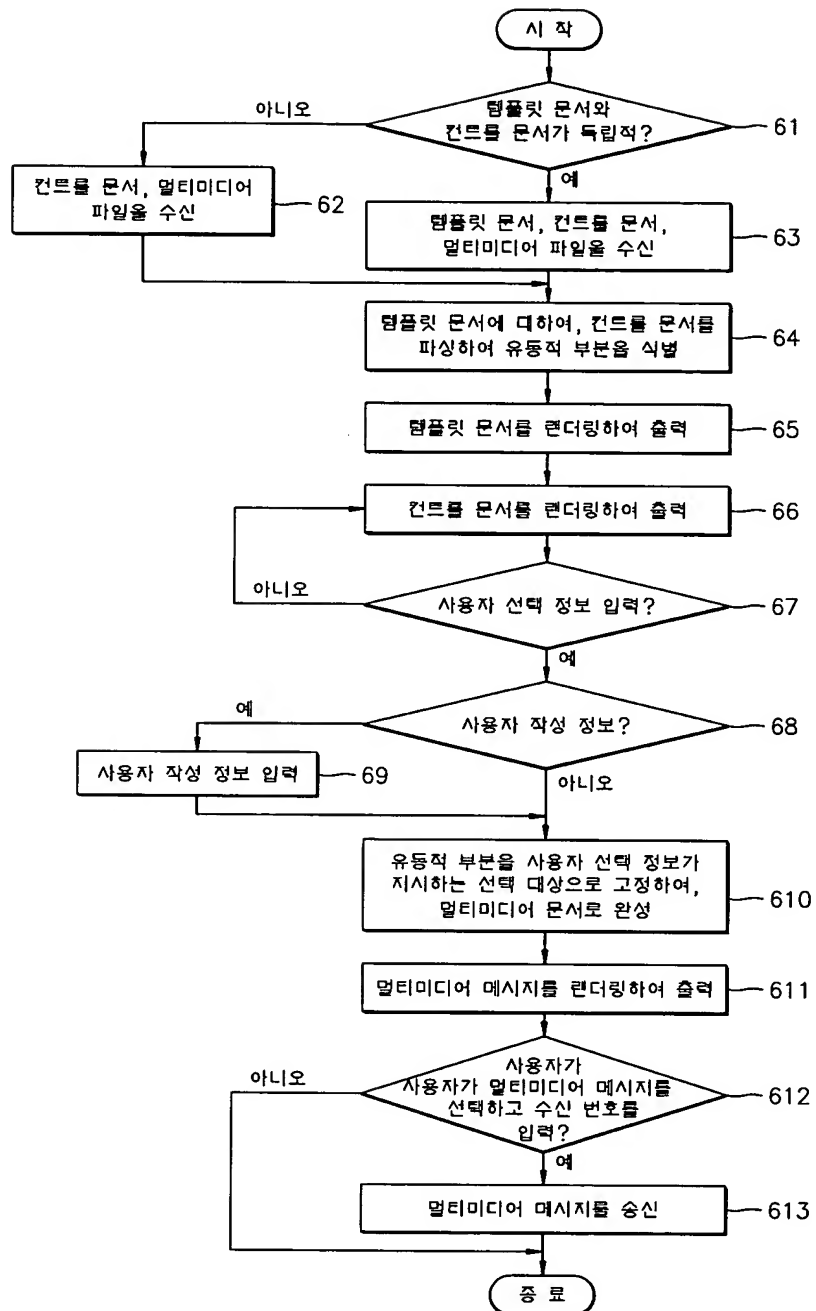 시 작
템플릿 문서와
컨트롤 문서가 독립적?
61
아니오
예
컨트롤 문서, 멀티미디어
파일을 수신
62
템플릿 문서, 컨트롤 문서,
멀티미디어 파일을 수신
63
템플릿 문서에 대하여, 컨트롤 문서를
파싱하여 유동적 부분을 식별
64
템플릿 문서를 랜더링하여 출력
65
컨트롤 문서를 랜더링하여 출력
66
아니오
사용자 선택 정보 입력?
67
예
예
사용자 작성 정보?
68
사용자 작성 정보 입력
69
아니오
유동적 부분을 사용자 선택 정보가
지시하는 선택 대상으로 고정하여,
멀티미디어 문서로 완성
610
멀티미디어 메시지를 랜더링하여 출력
611
아니오
사용자가
사용자가 멀티미디어 메시지를
선택하고 수신 번호를
입력?
612
예
멀티미디어 메시지를 송신
613
종 료